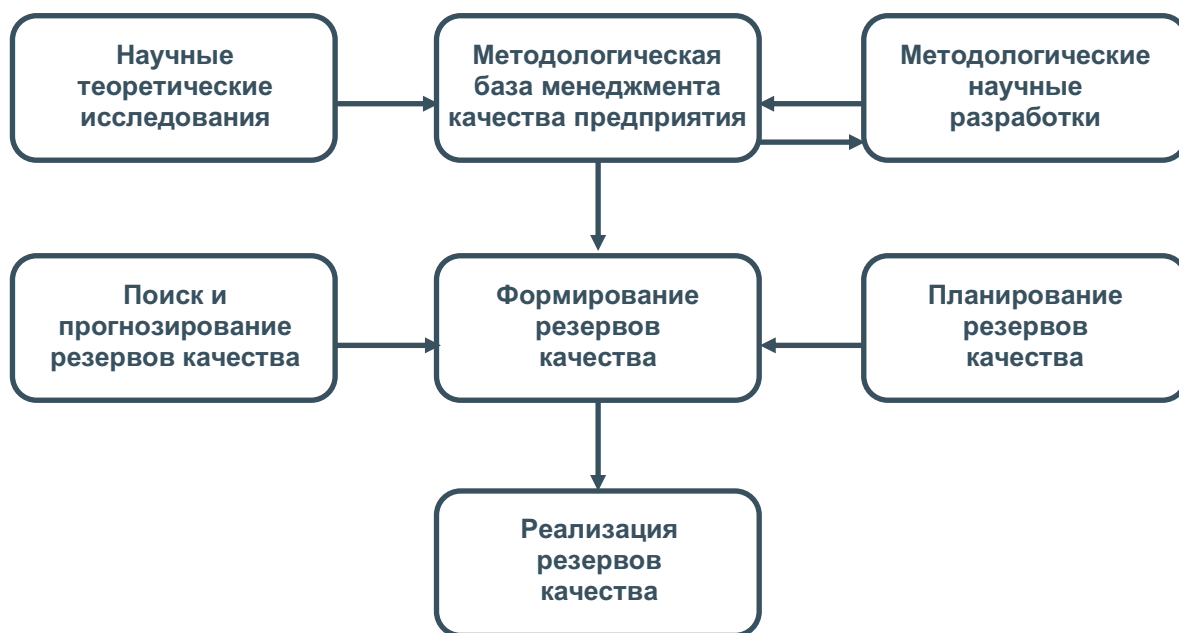 Научные
теоретические
исследования
Методологическая
база менеджмента
качества предприятия
Методологические
научные
разработки
Поиск и
прогнозирование
резервов качества
Формирование
резервов
качества
Планирование
резервов
качества
Реализация
резервов
качества